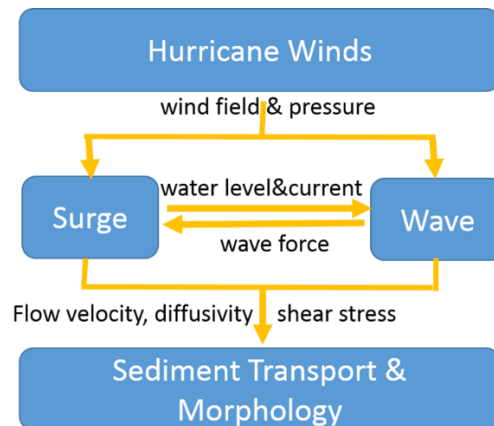 Hurricane Winds
wind field & pressure
water level&current
Surge
Wave
wave force
Flow velocity, diffusivity
shear stress
Sediment Transport &
Morphology